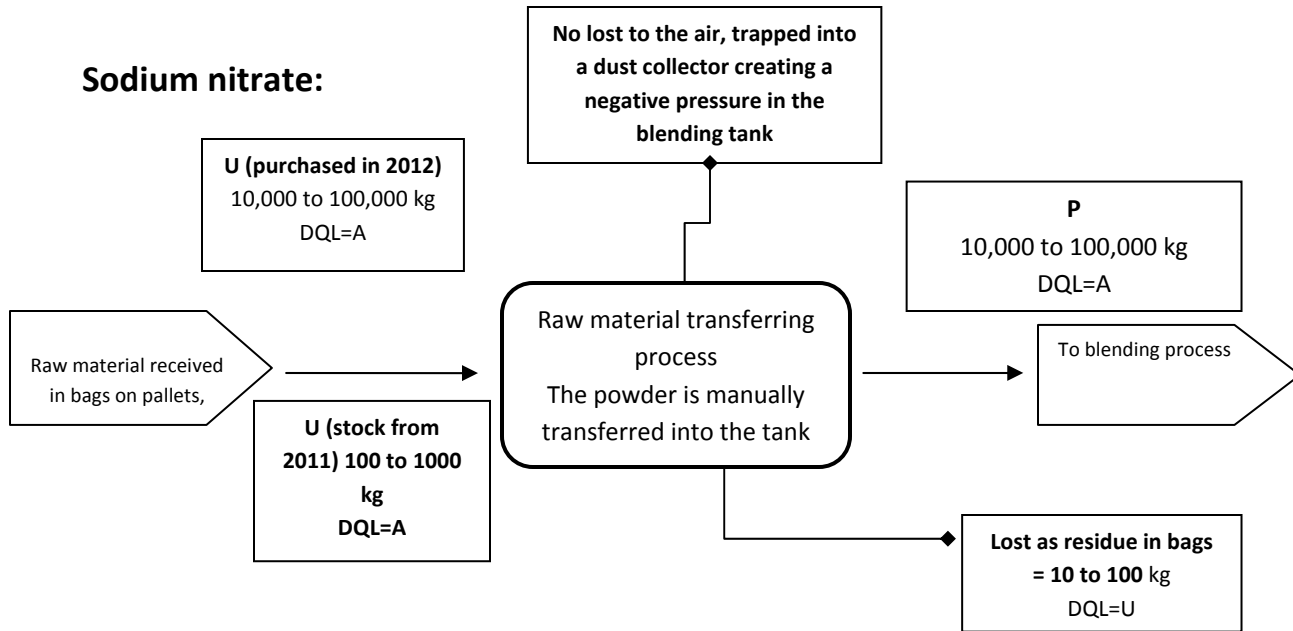 Sodium nitrate:
No lost to the air, trapped into
a dust collector creating a
negative pressure in the
blending tank
U (purchased in 2012)
10,000 to 100,000 kg
DQL=A
P
10,000 to 100,000 kg
DQL=A
Raw material received
in bags on pallets,
U (stock from
2011) 100 to 1000
kg
DQL=A
Raw material transferring
process
The powder is manually
transferred into the tank
To blending process
Lost as residue in bags
= 10 to 100 kg
DQL=U